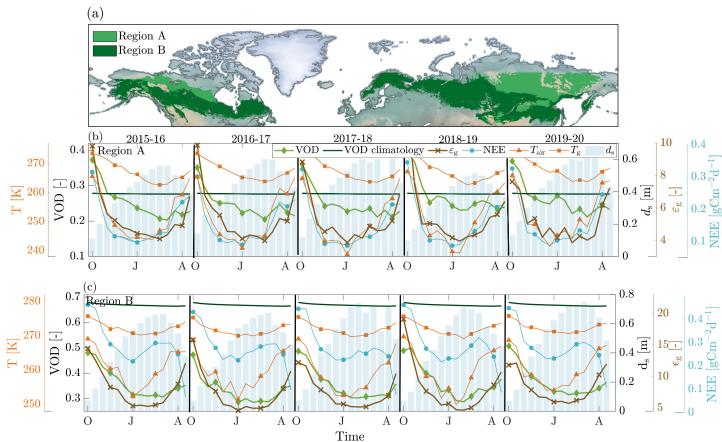 (a)
Region A
Region B
2015-16 2016-17 2017-18 2018-19 2019-20
(b)
Region A
VOD VOD climatology εg NEE Tair Tg ds
T [K]
270
260
250
240
VOD [-]
0.4
0.3
0.2
0.1
0.6
0.4
0.2
0
ds [m]
10
8
6
4
εg [-]
0.4
0.3
0.2
0.1
0
NEE [gCm⁻²d⁻¹]
O J A O J A O J A O J A O J A
(c)
Region B
T [K]
280
270
260
250
VOD [-]
0.7
0.6
0.5
0.4
0.3
0.8
0.6
0.4
0.2
0
ds [m]
20
15
10
5
ϵg [-]
0.4
0.2
0
NEE [gCm⁻²d⁻¹]
O J A O J A O J A O J A O J A
Time